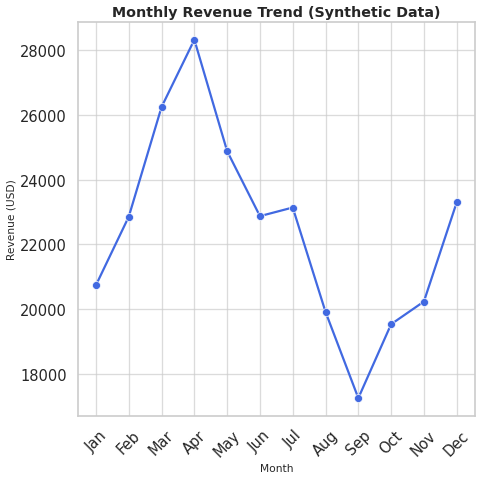 Monthly Revenue Trend (Synthetic Data)
Revenue (USD)
28000
26000
24000
22000
20000
18000
Jan Feb Mar Apr May Jun Jul Aug Sep Oct Nov Dec
Month